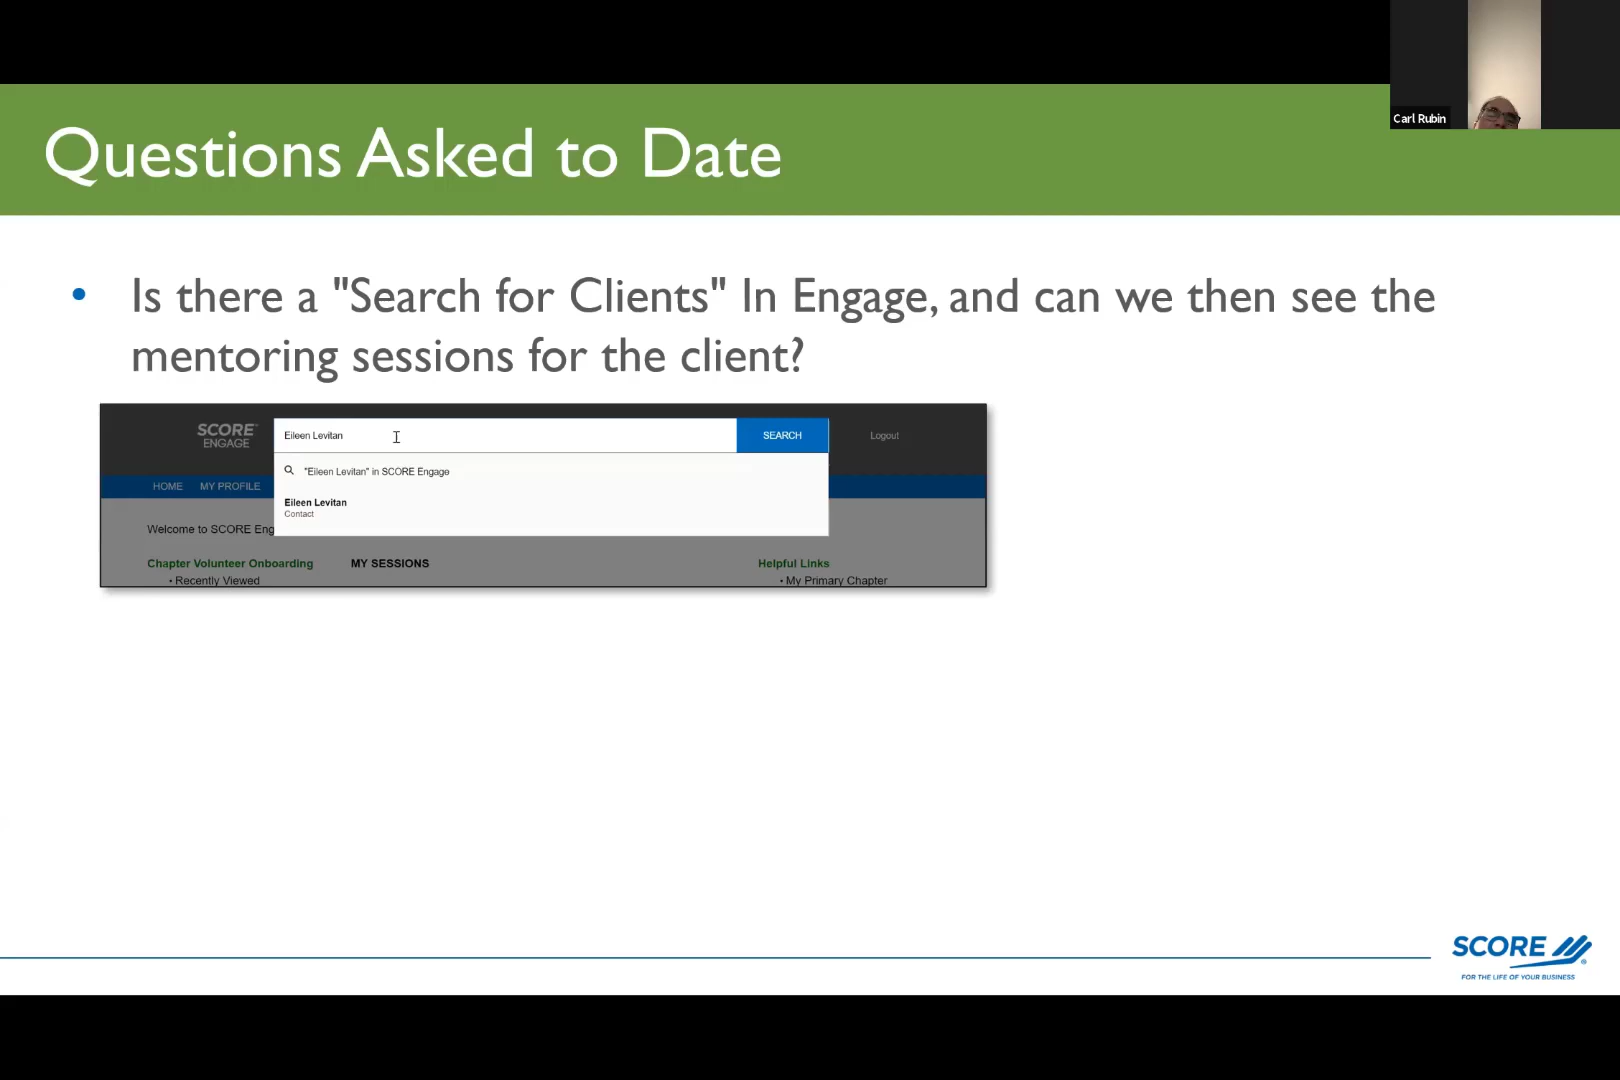 Carl Rubin
Questions Asked to Date
• Is there a "Search for Clients" In Engage, and can we then see the
mentoring sessions for the client?
SCORE
ENGAGE
Eileen Levitan
SEARCH
Logout
"Eileen Levitan" in SCORE Engage
HOME MY PROFILE
Eileen Levitan
Contact
Welcome to SCORE Eng
Chapter Volunteer Onboarding MY SESSIONS Helpful Links
• Recently Viewed • My Primary Chapter
SCORE
FOR THE LIFE OF YOUR BUSINESS